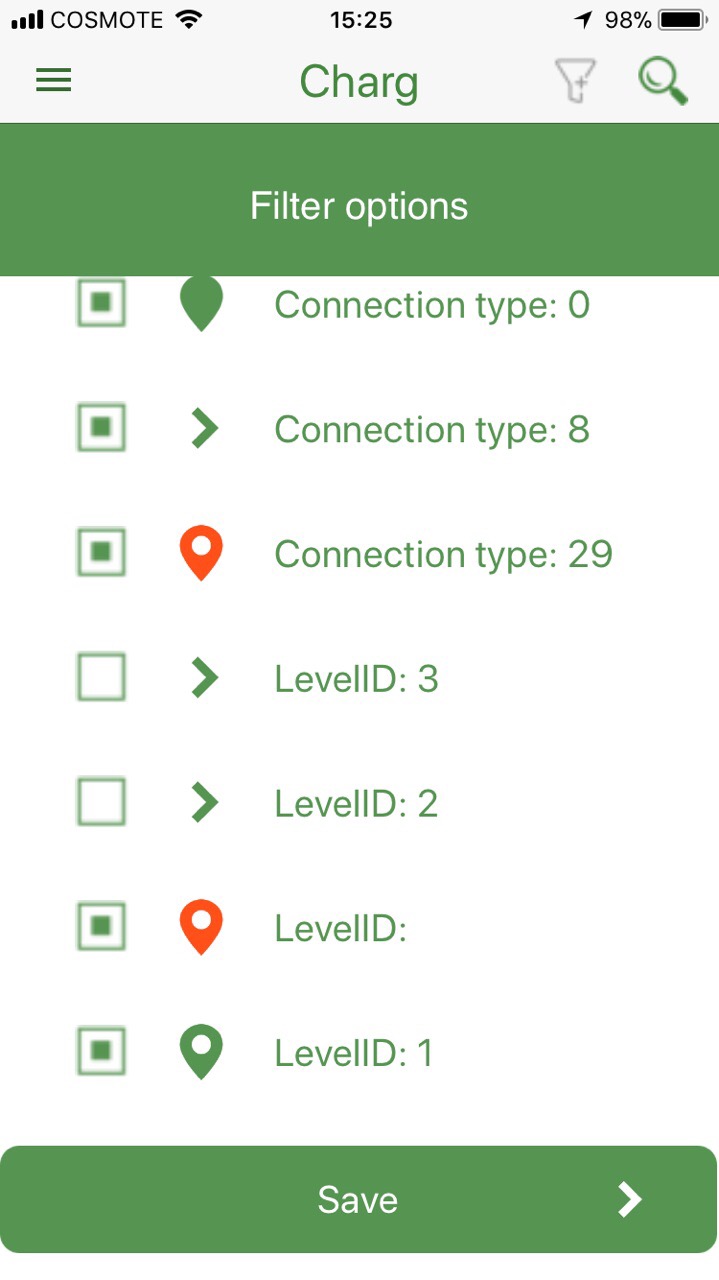 COSMOTE 15:25 98%
Charg
Filter options
Connection type: 0
Connection type: 8
Connection type: 29
LevelID: 3
LevelID: 2
LevelID:
LevelID: 1
Save